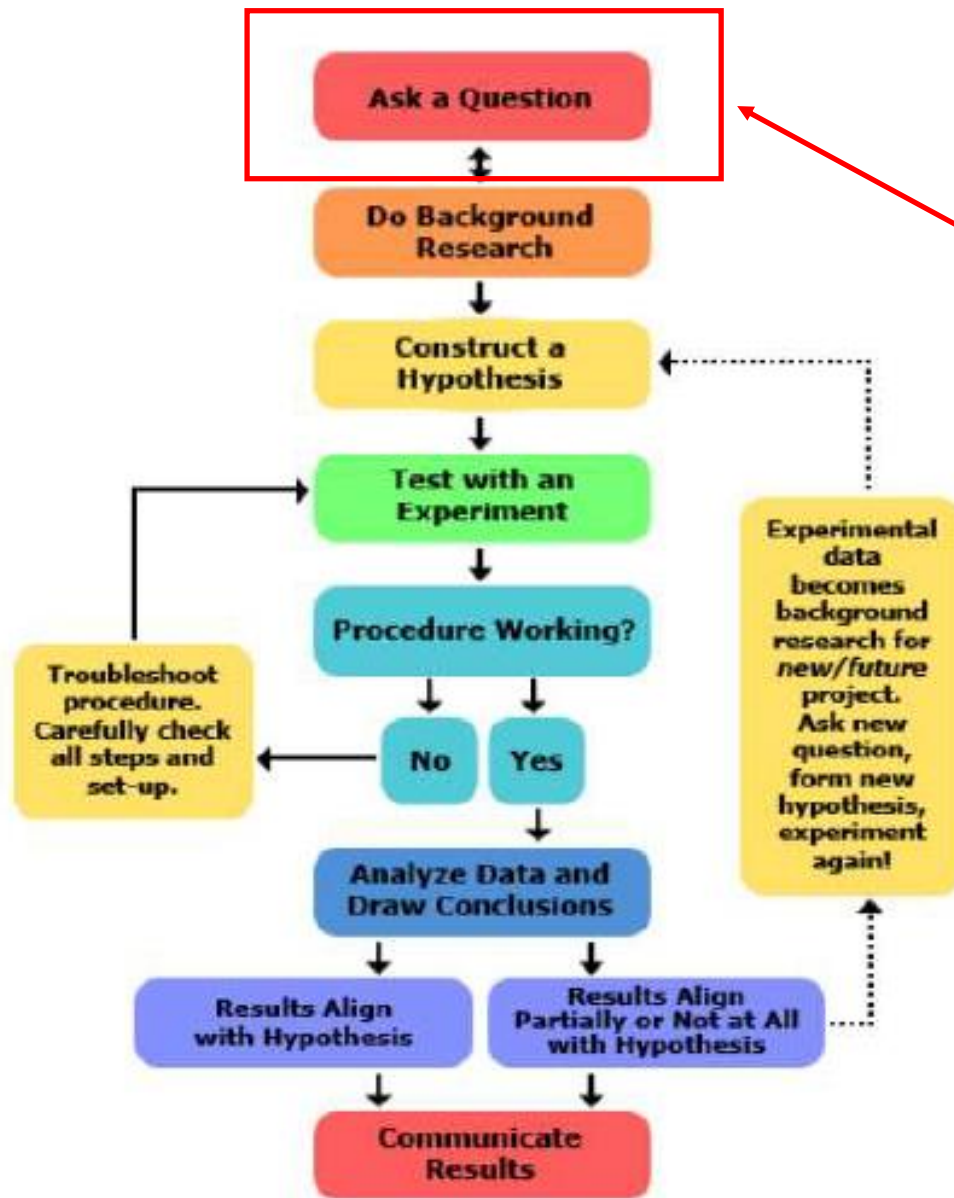 Ask a Question
Do Background
Research
Construct a
Hypothesis
Test with an
Experiment
Procedure Working?
Troubleshoot
procedure.
Carefully check
all steps and
set-up.
No
Yes
Experimental
data
becomes
background
research for
new/future
project.
Ask new
question,
form new
hypothesis,
experiment
again!
Analyze Data and
Draw Conclusions
Results Align
with Hypothesis
Results Align
Partially or Not at All
with Hypothesis
Communicate
Results